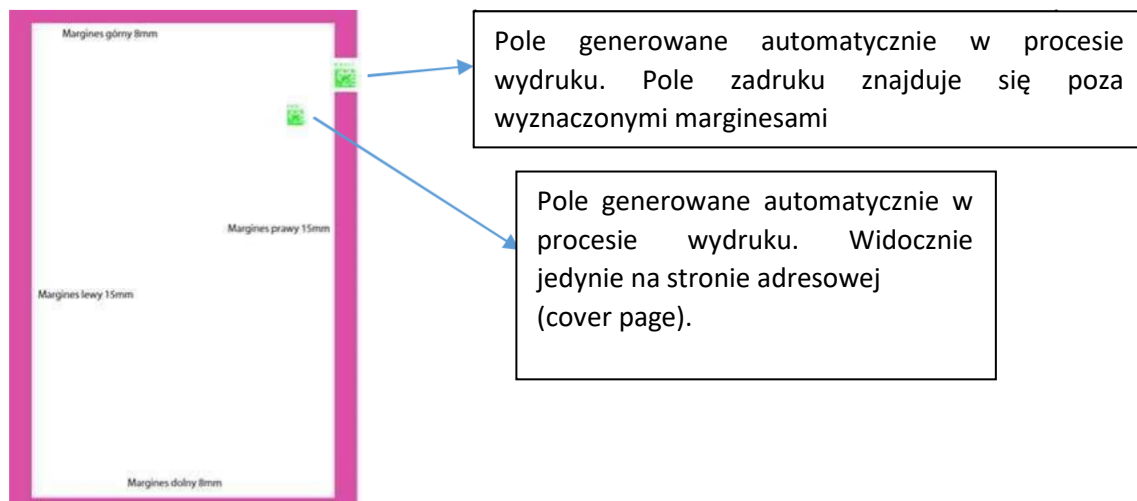 Margines górny 8mm
Pole generowane automatycznie w procesie
wydruku. Pole zadruku znajduje się poza
wyznaczonymi marginesami
Pole generowane automatycznie w
procesie wydruku. Widocznie
jedynie na stronie adresowej
(cover page).
Margines prawy 15mm
Margines lewy 15mm
Margines dolny 8mm